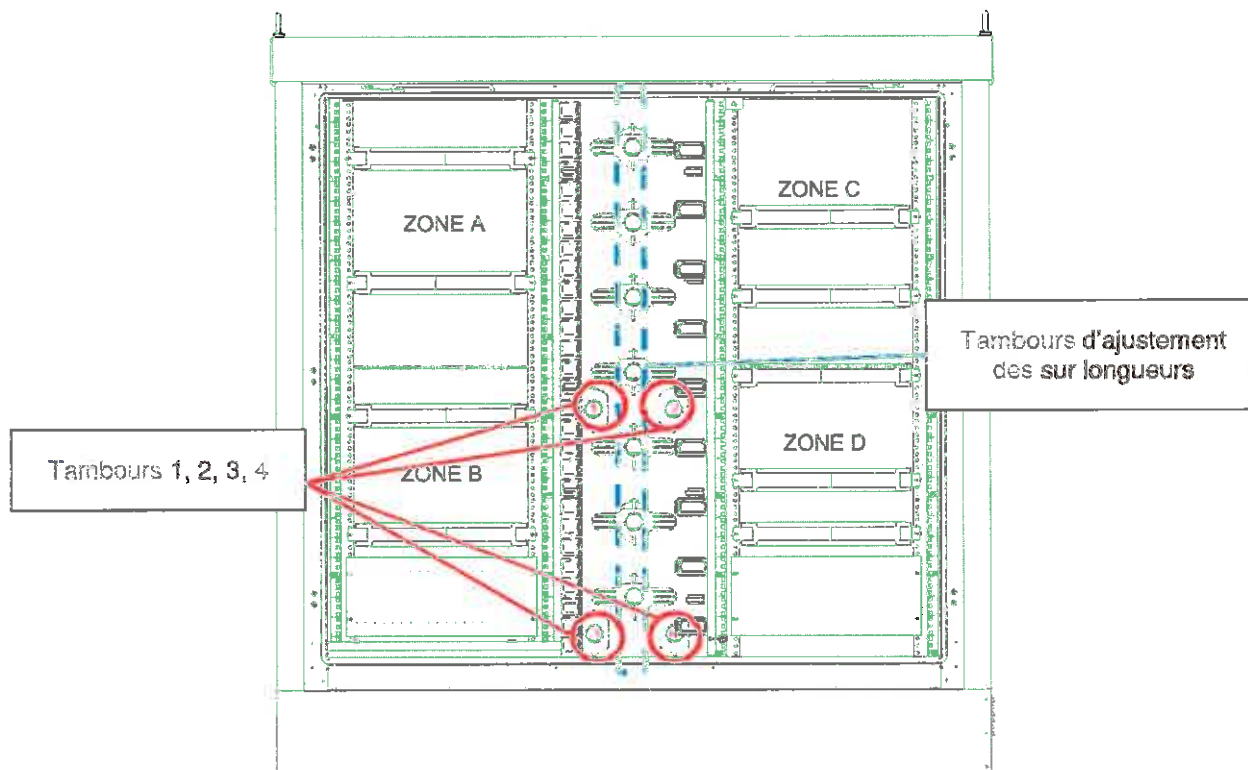 ZONE C
ZONE A
Tambours d'ajustement
des sur longueurs
ZONE D
Tambours 1, 2, 3, 4
ZONE B